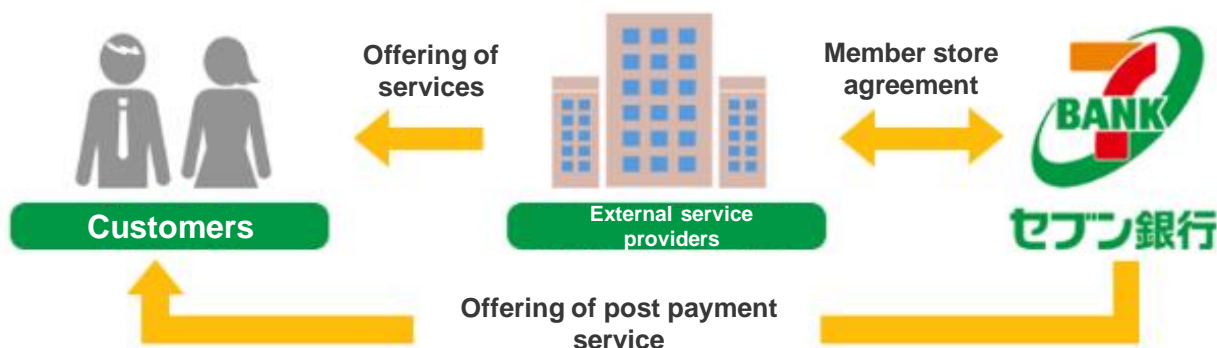 Offering of
services
Member store
agreement
7
BANK
Customers
External service
providers
セブン銀行
Offering of post payment
service